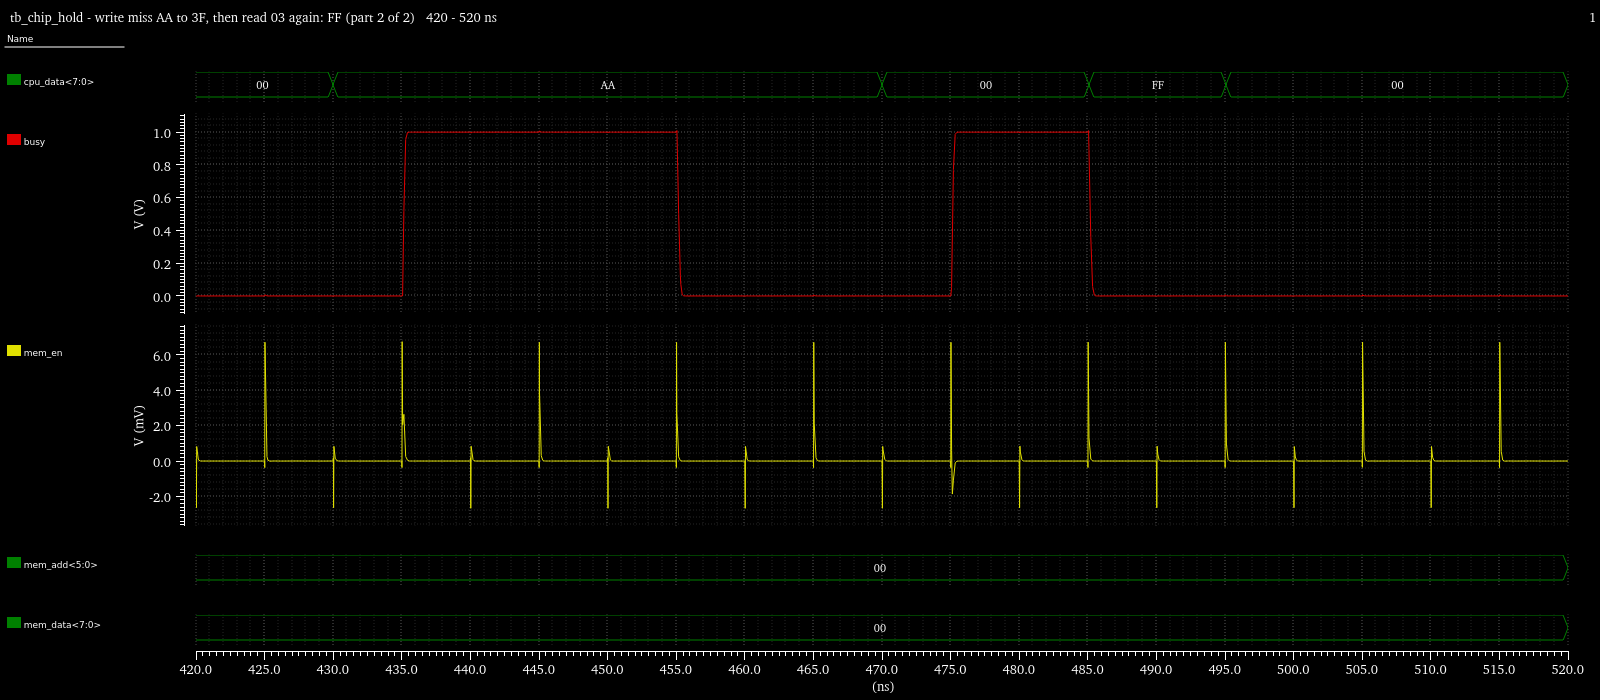 tb_chip_hold - write miss AA to 3F, then read 03 again: FF (part 2 of 2) 420 - 520 ns 1
Name
cpu_data<7:0> 00 AA 00 FF 00
busy
V (V)
1.0
0.8
0.6
0.4
0.2
0.0
mem_en
V (mV)
6.0
4.0
2.0
0.0
-2.0
mem_add<5:0> 00
mem_data<7:0> 00
420.0 425.0 430.0 435.0 440.0 445.0 450.0 455.0 460.0 465.0 470.0 475.0 480.0 485.0 490.0 495.0 500.0 505.0 510.0 515.0 520.0
(ns)